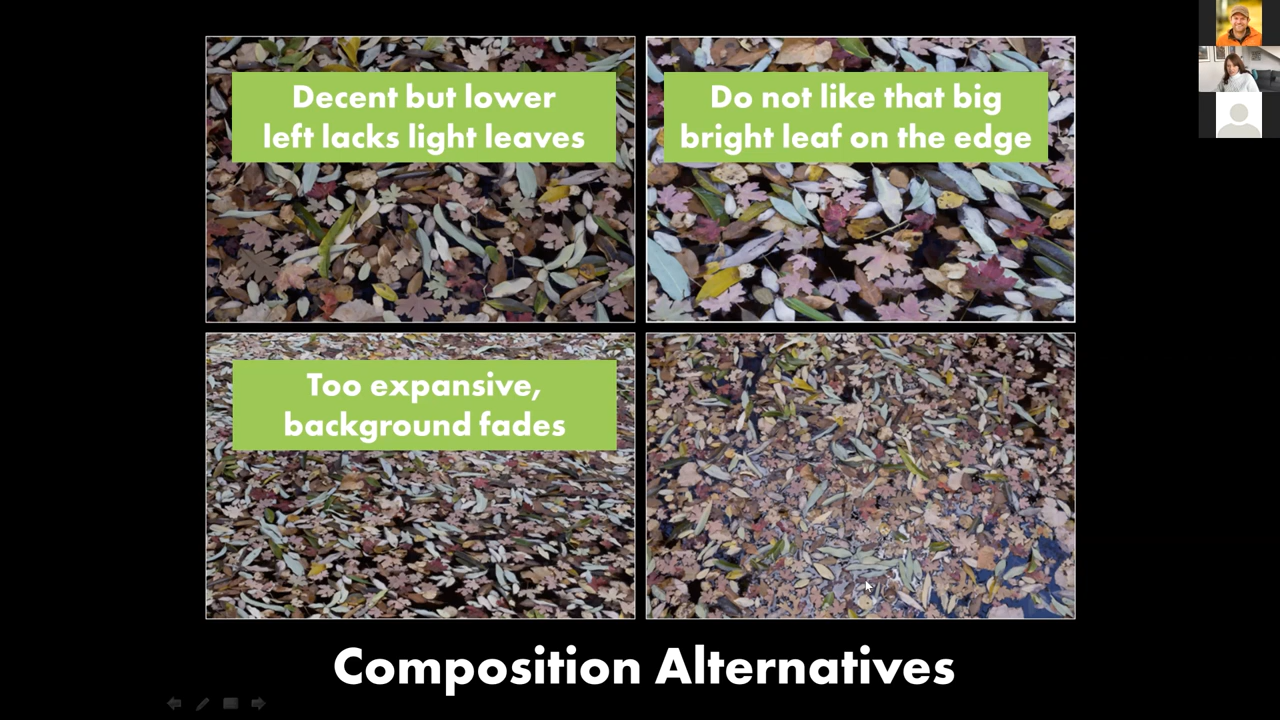 Decent but lower
left lacks light leaves
Do not like that big
bright leaf on the edge
Too expansive,
background fades
Composition Alternatives